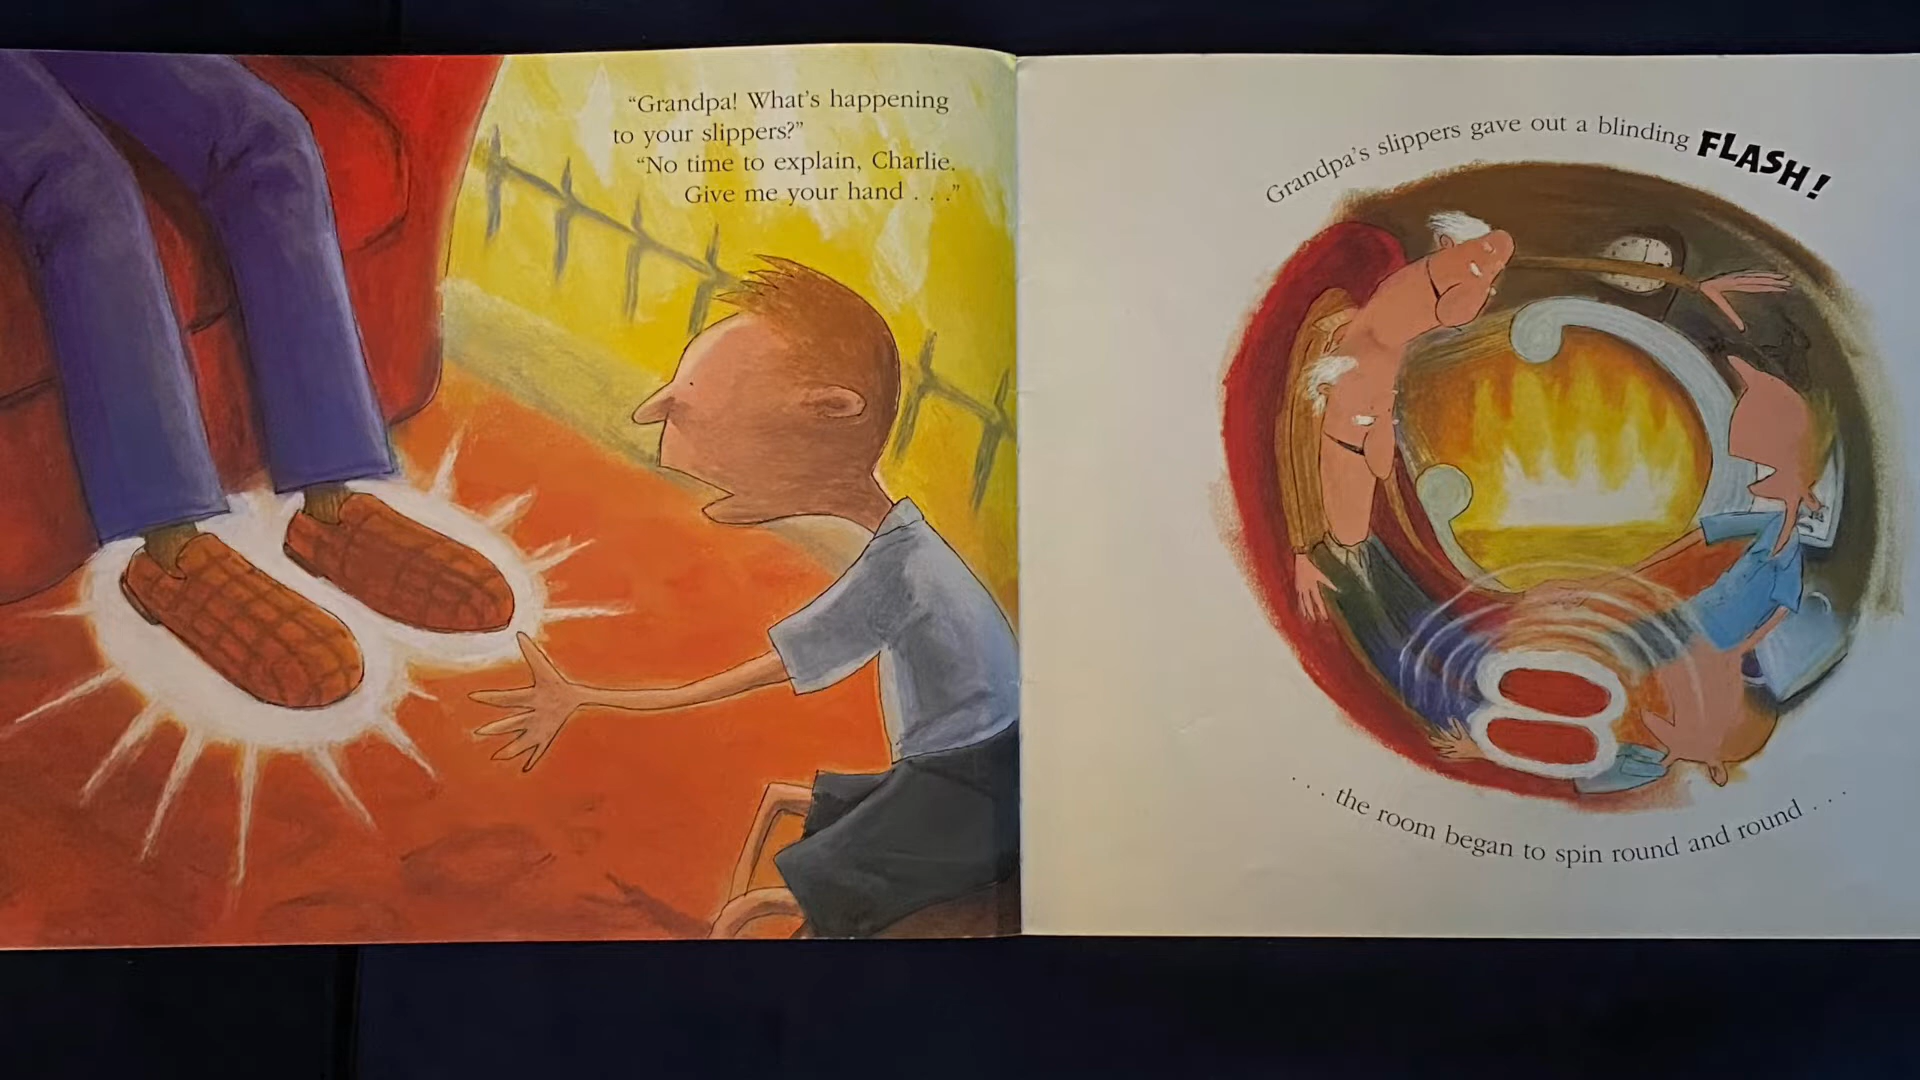 “Grandpa! What’s happening
to your slippers?”
“No time to explain, Charlie.
Give me your hand . . .”
Grandpa’s slippers gave out a blinding FLASH!
. . . the room began to spin round and round . . .